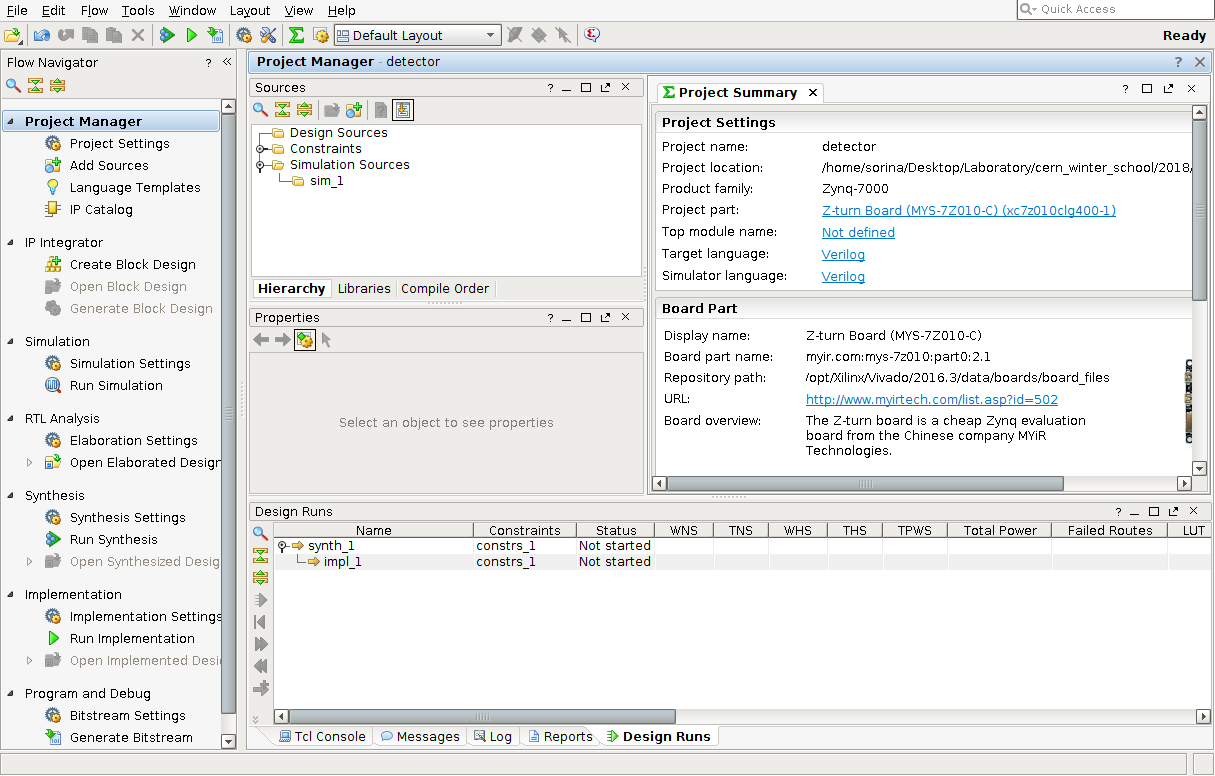 File Edit Flow Tools Window Layout View Help
Quick Access
Default Layout
Ready
Flow Navigator ? «
Project Manager
Project Settings
Add Sources
Language Templates
IP Catalog
IP Integrator
Create Block Design
Open Block Design
Generate Block Design
Simulation
Simulation Settings
Run Simulation
RTL Analysis
Elaboration Settings
Open Elaborated Design
Synthesis
Synthesis Settings
Run Synthesis
Open Synthesized Desig
Implementation
Implementation Settings
Run Implementation
Open Implemented Desi
Program and Debug
Bitstream Settings
Generate Bitstream
Project Manager - detector
Sources
Design Sources
Constraints
Simulation Sources
sim_1
Hierarchy Libraries Compile Order
Properties
Select an object to see properties
Project Summary
Project Settings
Project name: detector
Project location: /home/sorina/Desktop/Laboratory/cern_winter_school/2018/
Product family: Zynq-7000
Project part: Z-turn Board (MYS-7Z010-C) (xc7z010clg400-1)
Top module name: Not defined
Target language: Verilog
Simulator language: Verilog
Board Part
Display name: Z-turn Board (MYS-7Z010-C)
Board part name: myir.com:mys-7z010:part0:2.1
Repository path: /opt/Xilinx/Vivado/2016.3/data/boards/board_files
URL: http://www.myirtech.com/list.asp?id=502
Board overview: The Z-turn board is a cheap Zynq evaluation
board from the Chinese company MYiR
Technologies.
Design Runs
Name Constraints Status WNS TNS WHS THS TPWS Total Power Failed Routes LUT
synth_1 constrs_1 Not started
impl_1 constrs_1 Not started
Tcl Console Messages Log Reports Design Runs